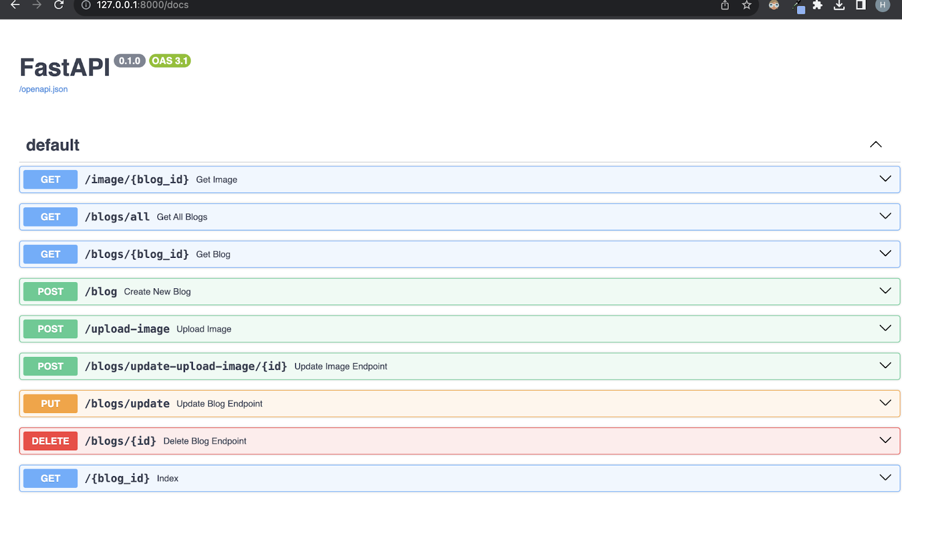 127.0.0.1:8000/docs
H
FastAPI 0.1.0 OAS 3.1
/openapi.json
default
GET /image/{blog_id} Get Image
GET /blogs/all Get All Blogs
GET /blogs/{blog_id} Get Blog
POST /blog Create New Blog
POST /upload-image Upload Image
POST /blogs/update-upload-image/{id} Update Image Endpoint
PUT /blogs/update Update Blog Endpoint
DELETE /blogs/{id} Delete Blog Endpoint
GET /{blog_id} Index